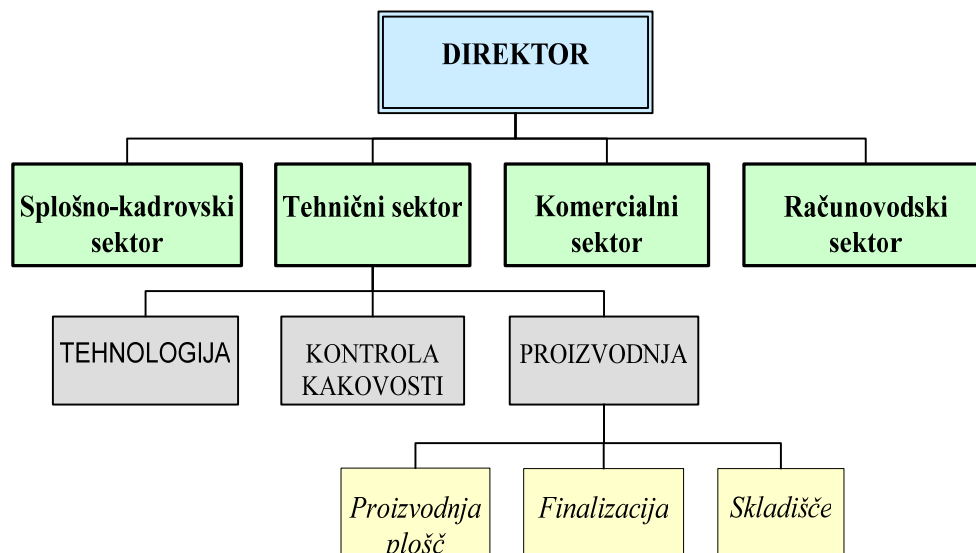 DIREKTOR
Splošno-kadrovski
sektor
Tehnični sektor
Komercialni
sektor
Računovodski
sektor
TEHNOLOGIJA
KONTROLA
KAKOVOSTI
PROIZVODNJA
Proizvodnja
plošč
Finalizacija
Skladišče